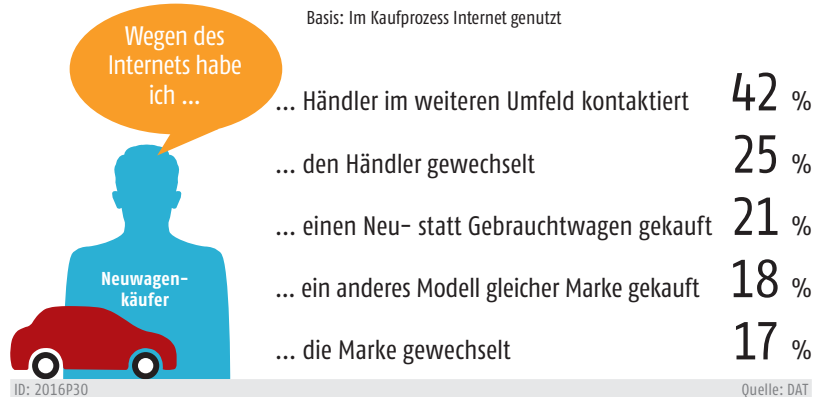 Basis: Im Kaufprozess Internet genutzt
Wegen des
Internets habe
ich ...
... Händler im weiteren Umfeld kontaktiert 42 %
... den Händler gewechselt 25 %
... einen Neu- statt Gebrauchtwagen gekauft 21 %
... ein anderes Modell gleicher Marke gekauft 18 %
... die Marke gewechselt 17 %
Neuwagen-
käufer
ID: 2016P30 Quelle: DAT